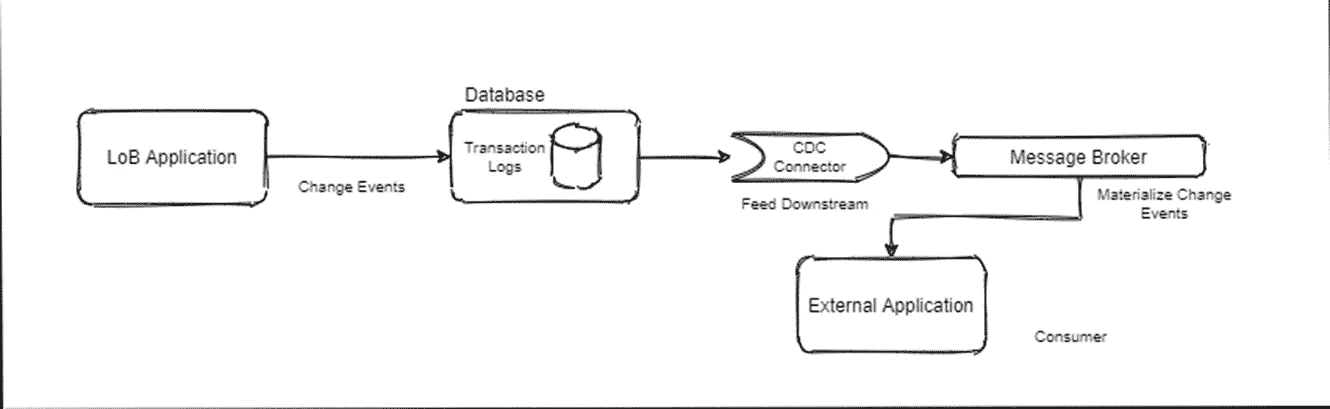 Database
LoB Application
Transaction
Logs
CDC
Connector
Message Broker
Change Events
Feed Downstream
Materialize Change
Events
External Application
Consumer